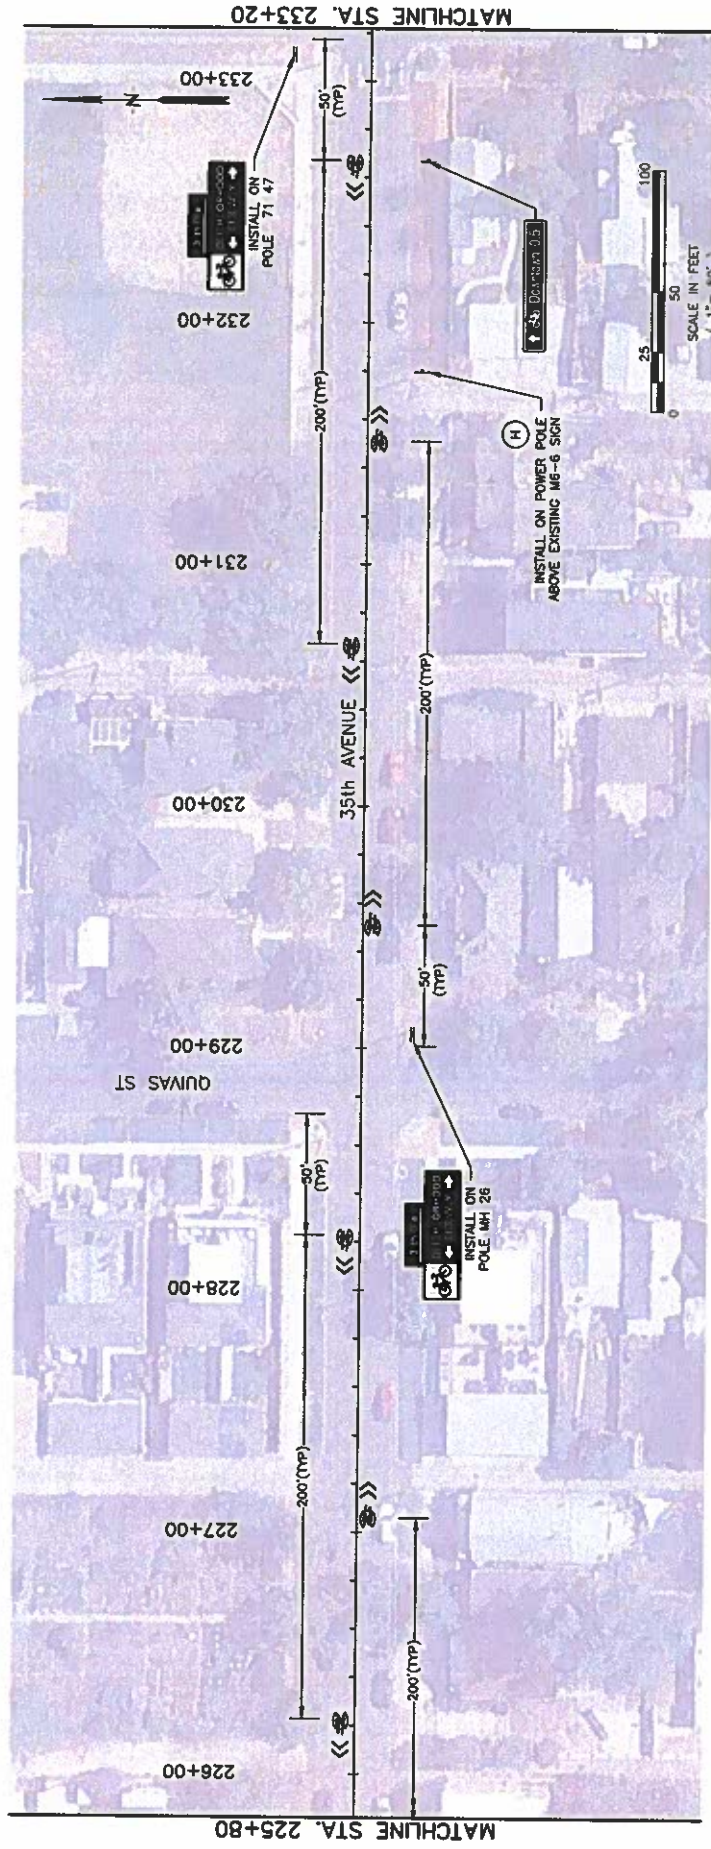 MATCHLINE STA. 233+20
233+00
N
50'
(TYP)
INSTALL ON
POLE 71 47
232+00
200'(TYP)
Downtown 0.5
100
50
25
0
SCALE IN FEET
H
INSTALL ON POWER POLE
ABOVE EXISTING M6-6 SIGN
231+00
200'(TYP)
35th AVENUE
230+00
50'
(TYP)
229+00
QUIVAS ST
50'
(TYP)
INSTALL ON
POLE MH 26
228+00
200'(TYP)
227+00
200'(TYP)
226+00
MATCHLINE STA. 225+80